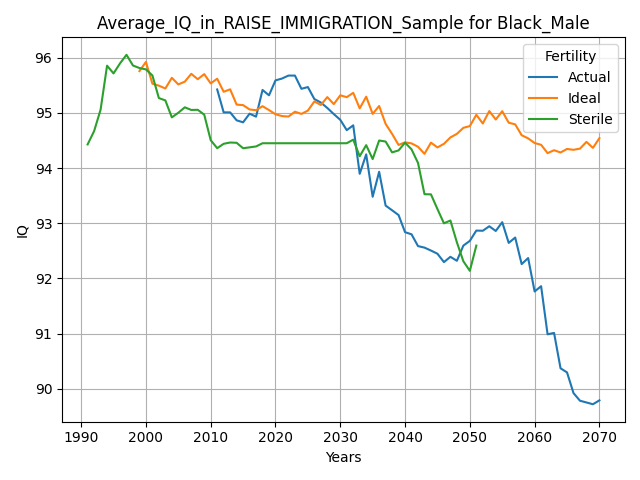 Average_IQ_in_RAISE_IMMIGRATION_Sample for Black_Male
Fertility
Actual
Ideal
Sterile
IQ
96
95
94
93
92
91
90
1990 2000 2010 2020 2030 2040 2050 2060 2070
Years